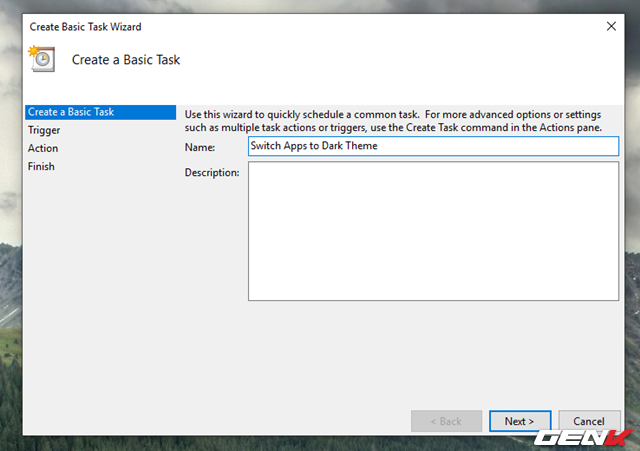 Create Basic Task Wizard
Create a Basic Task
Create a Basic Task
Trigger
Action
Finish
Use this wizard to quickly schedule a common task.  For more advanced options or settings
such as multiple task actions or triggers, use the Create Task command in the Actions pane.
Name:
Switch Apps to Dark Theme
Description:
< Back
Next >
Cancel
GENK